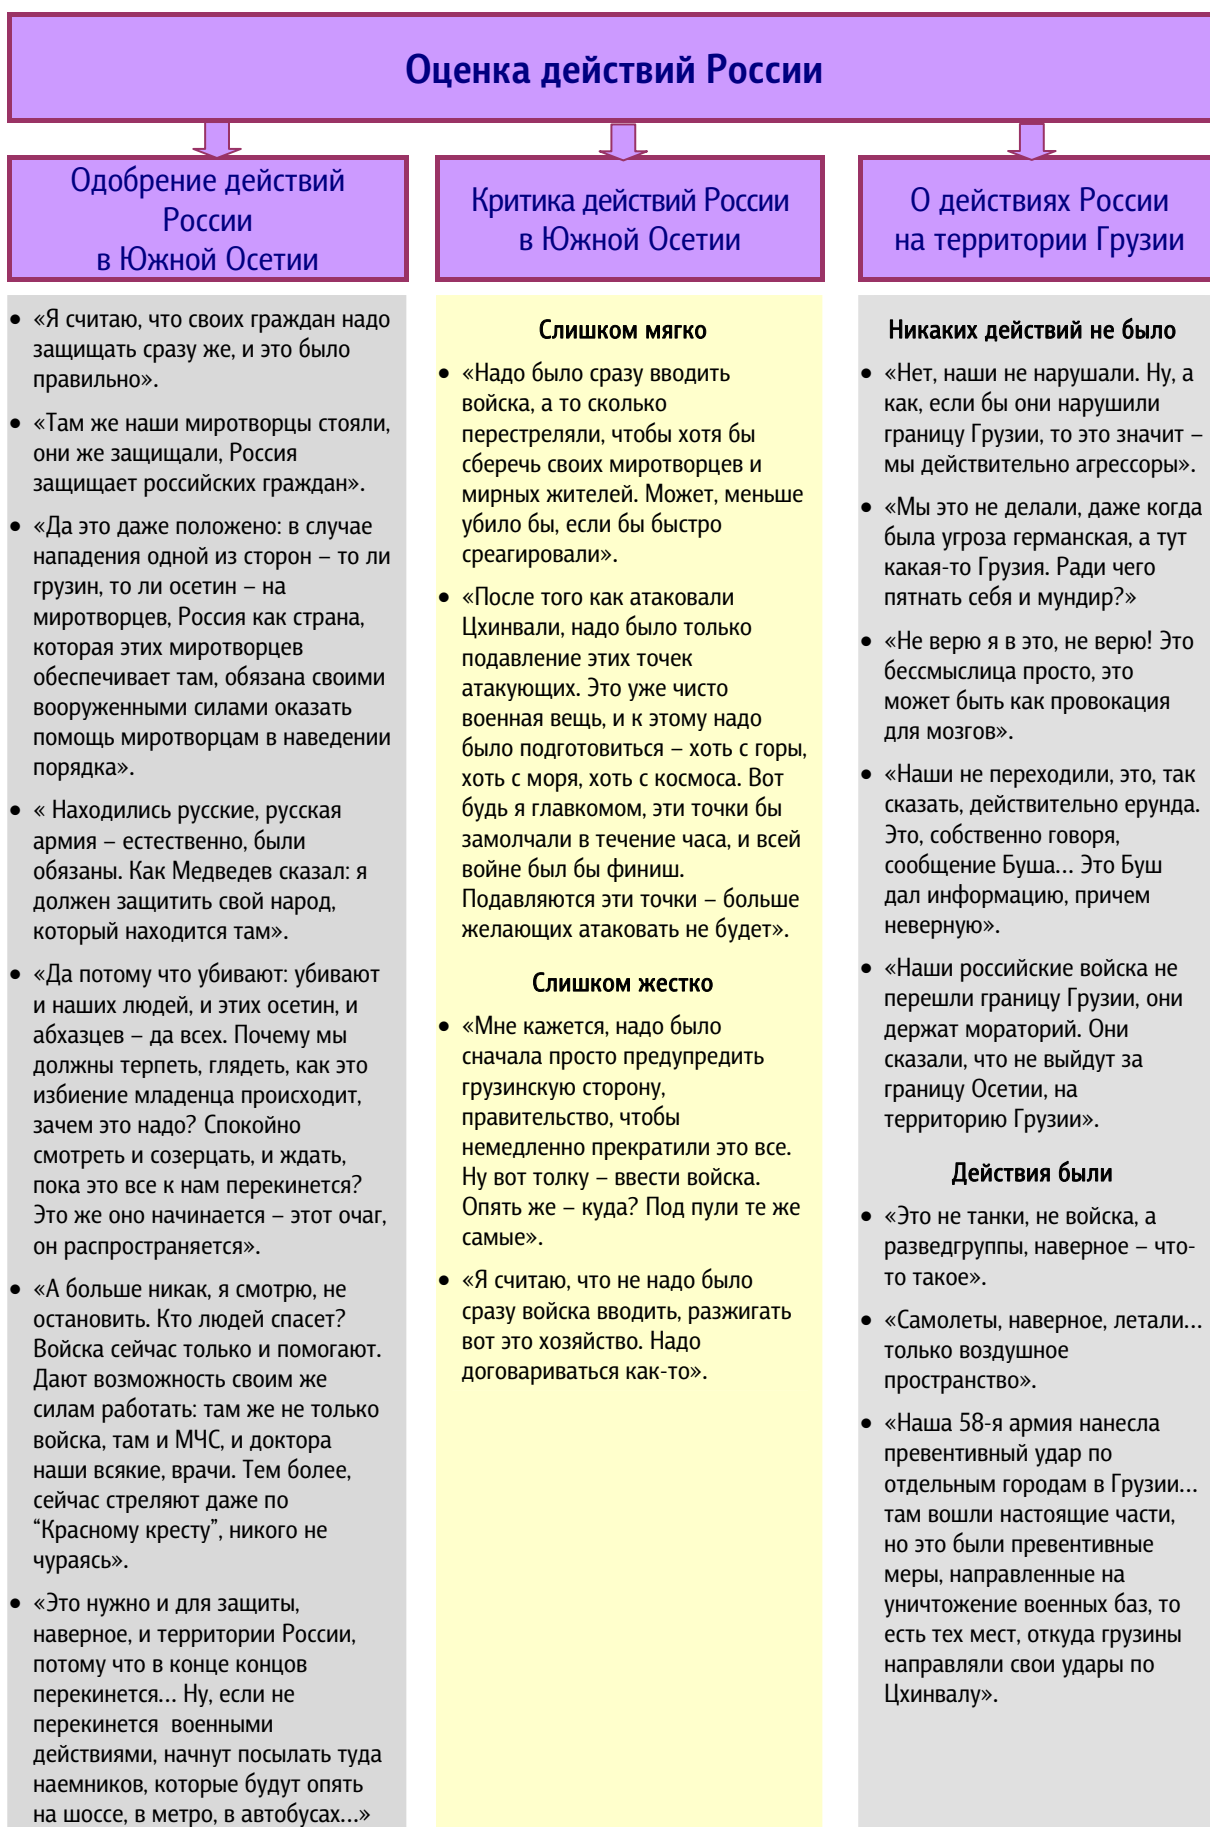 Оценка действий России
Одобрение действий
России
в Южной Осетии
• «Я считаю, что своих граждан надо
защищать сразу же, и это было
правильно».
• «Там же наши миротворцы стояли,
они же защищали, Россия
защищает российских граждан».
• «Да это даже положено: в случае
нападения одной из сторон – то ли
грузин, то ли осетин – на
миротворцев, Россия как страна,
которая этих миротворцев
обеспечивает там, обязана своими
вооруженными силами оказать
помощь миротворцам в наведении
порядка».
• « Находились русские, русская
армия – естественно, были
обязаны. Как Медведев сказал: я
должен защитить свой народ,
который находится там».
• «Да потому что убивают: убивают
и наших людей, и этих осетин, и
абхазцев – да всех. Почему мы
должны терпеть, глядеть, как это
избиение младенца происходит,
зачем это надо? Спокойно
смотреть и созерцать, и ждать,
пока это все к нам перекинется?
Это же оно начинается – этот очаг,
он распространяется».
• «А больше никак, я смотрю, не
остановить. Кто людей спасет?
Войска сейчас только и помогают.
Дают возможность своим же
силам работать: там же не только
войска, там и МЧС, и доктора
наши всякие, врачи. Тем более,
сейчас стреляют даже по
“Красному кресту”, никого не
чураясь».
• «Это нужно и для защиты,
наверное, и территории России,
потому что в конце концов
перекинется… Ну, если не
перекинется военными
действиями, начнут посылать туда
наемников, которые будут опять
на шоссе, в метро, в автобусах…»
Критика действий России
в Южной Осетии
Слишком мягко
• «Надо было сразу вводить
войска, а то сколько
перестреляли, чтобы хотя бы
сберечь своих миротворцев и
мирных жителей. Может, меньше
убило бы, если бы быстро
среагировали».
• «После того как атаковали
Цхинвали, надо было только
подавление этих точек
атакующих. Это уже чисто
военная вещь, и к этому надо
было подготовиться – хоть с горы,
хоть с моря, хоть с космоса. Вот
будь я главкомом, эти точки бы
замолчали в течение часа, и всей
войне был бы финиш.
Подавляются эти точки – больше
желающих атаковать не будет».
Слишком жестко
• «Мне кажется, надо было
сначала просто предупредить
грузинскую сторону,
правительство, чтобы
немедленно прекратили это все.
Ну вот толку – ввести войска.
Опять же – куда? Под пули те же
самые».
• «Я считаю, что не надо было
сразу войска вводить, разжигать
вот это хозяйство. Надо
договариваться как-то».
О действиях России
на территории Грузии
Никаких действий не было
• «Нет, наши не нарушали. Ну, а
как, если бы они нарушили
границу Грузии, то это значит –
мы действительно агрессоры».
• «Мы это не делали, даже когда
была угроза германская, а тут
какая-то Грузия. Ради чего
пятнать себя и мундир?»
• «Не верю я в это, не верю! Это
бессмыслица просто, это
может быть как провокация
для мозгов».
• «Наши не переходили, это, так
сказать, действительно ерунда.
Это, собственно говоря,
сообщение Буша… Это Буш
дал информацию, причем
неверную».
• «Наши российские войска не
перешли границу Грузии, они
держат мораторий. Они
сказали, что не выйдут за
границу Осетии, на
территорию Грузии».
Действия были
• «Это не танки, не войска, а
разведгруппы, наверное – что-
то такое».
• «Самолеты, наверное, летали…
только воздушное
пространство».
• «Наша 58-я армия нанесла
превентивный удар по
отдельным городам в Грузии…
там вошли настоящие части,
но это были превентивные
меры, направленные на
уничтожение военных баз, то
есть тех мест, откуда грузины
направляли свои удары по
Цхинвалу».